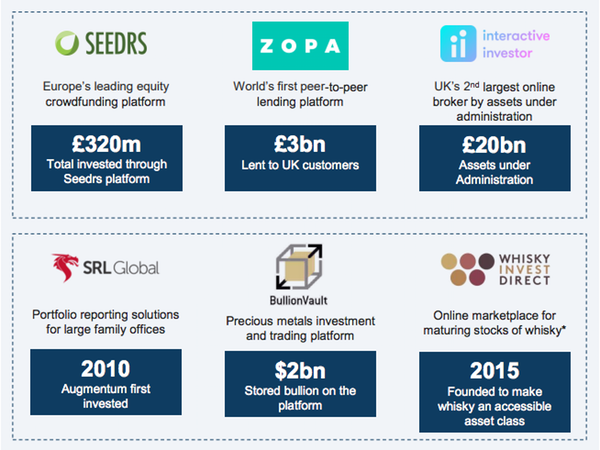 SEEDRS
Europe's leading equity
crowdfunding platform
£320m
Total invested through
Seedrs platform
ZOPA
World's first peer-to-peer
lending platform
£3bn
Lent to UK customers
interactive
investor
UK's 2nd largest online
broker by assets under
administration
£20bn
Assets under
Administration
SRL Global
Portfolio reporting solutions
for large family offices
2010
Augmentum first
invested
BullionVault
Precious metals investment
and trading platform
$2bn
Stored bullion on the
platform
WHISKY
INVEST
DIRECT
Online marketplace for
maturing stocks of whisky*
2015
Founded to make
whisky an accessible
asset class